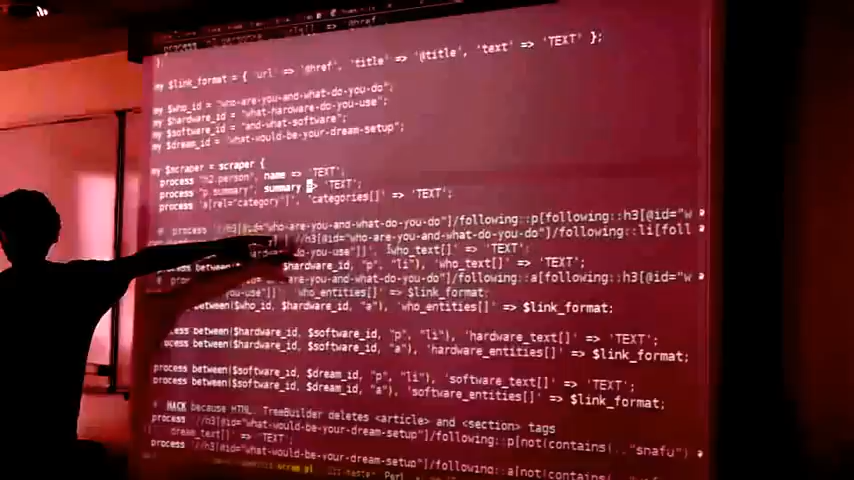 };
my $link_format = { url => '@href', 'title' => '@title', 'text' => 'TEXT' };
my $who_id = "who-are-you-and-what-do-you-do";
my $hardware_id = "what-hardware-do-you-use";
my $software_id = "and-what-software";
my $dream_id = "what-would-be-your-dream-setup";
my $scraper = scraper {
process "h2.person", name => 'TEXT';
process "p.summary", summary => 'TEXT';
process 'a[rel="category"]', 'categories[]' => 'TEXT';
# process '//h3[@id="who-are-you-and-what-do-you-do"]/following::p[following::h3[@id="w
//h3[@id="who-are-you-and-what-do-you-do"]/following::li[foll
do-you-use"]]', 'who_text[]' => 'TEXT';
process between( $hardware_id, "p", "li"), 'who_text[]' => 'TEXT';
are-you-and-what-do-you-do"]/following::a[following::h3[@id="w
you-use"]]', 'who_entities[]' => $link_format;
process between($who_id, $hardware_id, "a"), 'who_entities[]' => $link_format;
process between($hardware_id, $software_id, "p", "li"), 'hardware_text[]' => 'TEXT';
process between($hardware_id, $software_id, "a"), 'hardware_entities[]' => $link_format;
process between($software_id, $dream_id, "p", "li"), 'software_text[]' => 'TEXT';
process between($software_id, $dream_id, "a"), 'software_entities[]' => $link_format;
# HACK because HTML::TreeBuilder deletes <article> and <section> tags
process '//h3[@id="what-would-be-your-dream-setup"]/following::p[not(contains(.,"snafu")
dream_text[]' => 'TEXT';
process '//h3[@id="what-would-be-your-dream-setup"]/following::a[not(contains